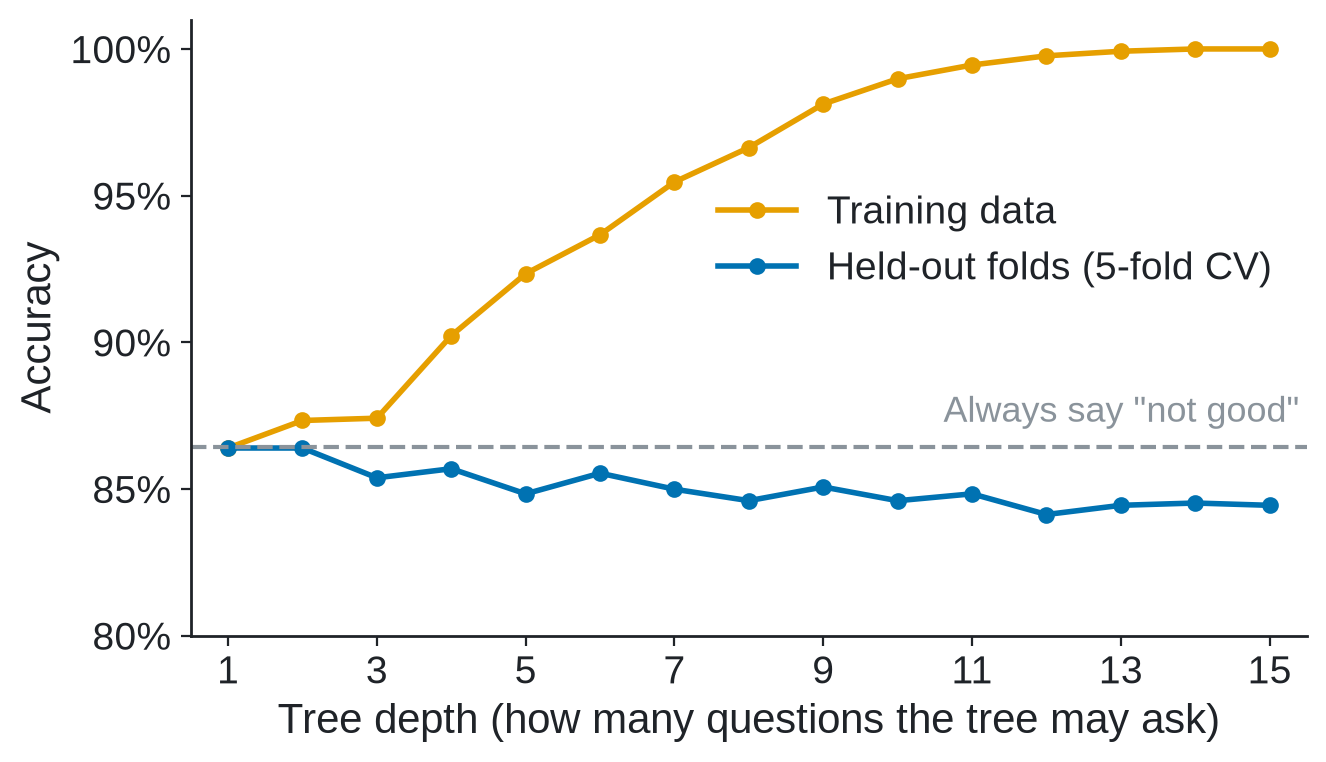 100%
95%
90%
85%
80%
Accuracy
Training data
Held-out folds (5-fold CV)
Always say "not good"
1 3 5 7 9 11 13 15
Tree depth (how many questions the tree may ask)